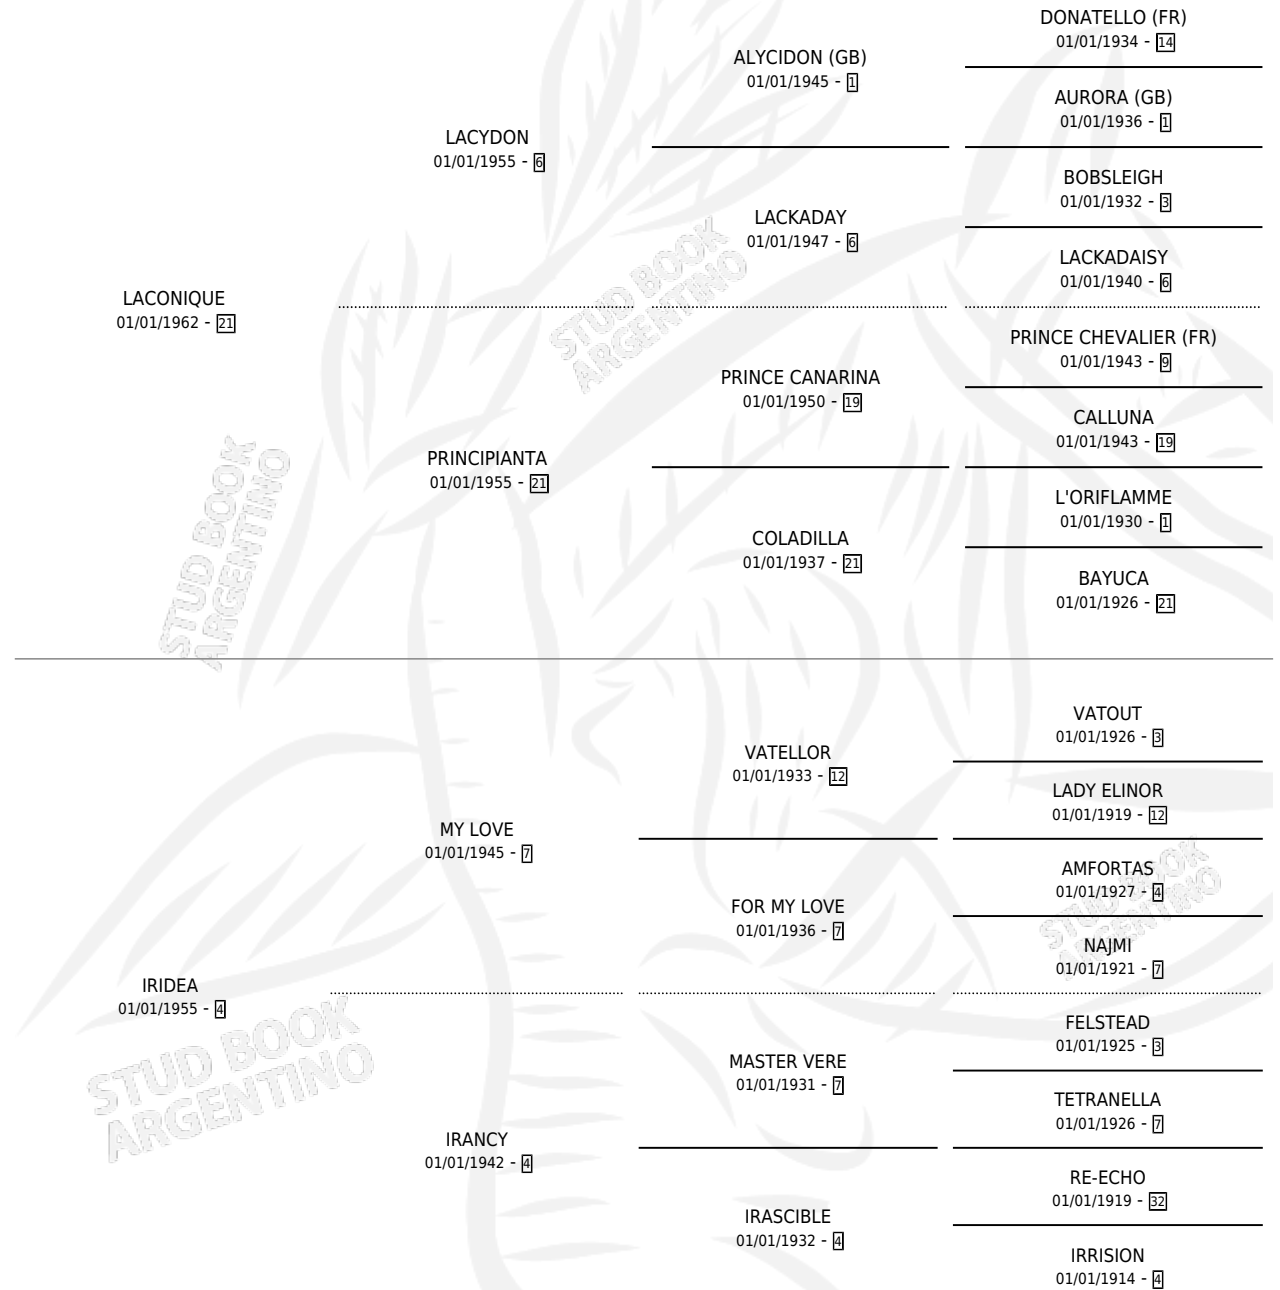 DONATELLO (FR)
01/01/1934 - 14
ALYCIDON (GB)
01/01/1945 - 1
AURORA (GB)
01/01/1936 - 1
LACYDON
01/01/1955 - 6
BOBSLEIGH
01/01/1932 - 3
LACKADAY
01/01/1947 - 6
LACKADAISY
01/01/1940 - 6
LACONIQUE
01/01/1962 - 21
PRINCE CHEVALIER (FR)
01/01/1943 - 9
PRINCE CANARINA
01/01/1950 - 19
CALLUNA
01/01/1943 - 19
PRINCIPIANTA
01/01/1955 - 21
L'ORIFLAMME
01/01/1930 - 1
COLADILLA
01/01/1937 - 21
BAYUCA
01/01/1926 - 21
VATOUT
01/01/1926 - 3
VATELLOR
01/01/1933 - 12
LADY ELINOR
01/01/1919 - 12
MY LOVE
01/01/1945 - 7
AMFORTAS
01/01/1927 - 4
FOR MY LOVE
01/01/1936 - 7
NAJMI
01/01/1921 - 7
IRIDEA
01/01/1955 - 4
FELSTEAD
01/01/1925 - 3
MASTER VERE
01/01/1931 - 7
TETRANELLA
01/01/1926 - 7
IRANCY
01/01/1942 - 4
RE-ECHO
01/01/1919 - 32
IRASCIBLE
01/01/1932 - 4
IRRISION
01/01/1914 - 4
STUD BOOK
ARGENTINO
STUD BOOK
ARGENTINO
STUD BOOK
ARGENTINO
STUD BOOK
ARGENTINO